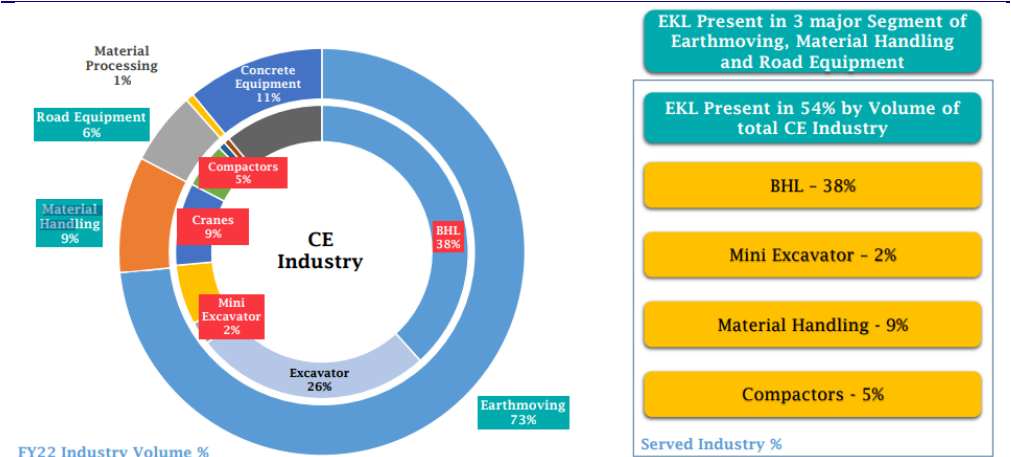 Material
Processing
1%
Concrete
Equipment
11%
Road Equipment
6%
Compactors
5%
Material
Handling
9%
Cranes
9%
CE
Industry
BHL
38%
Mini
Excavator
2%
Excavator
26%
Earthmoving
73%
FY22 Industry Volume %
EKL Present in 3 major Segment of
Earthmoving, Material Handling
and Road Equipment
EKL Present in 54% by Volume of
total CE Industry
BHL – 38%
Mini Excavator – 2%
Material Handling - 9%
Compactors - 5%
Served Industry %